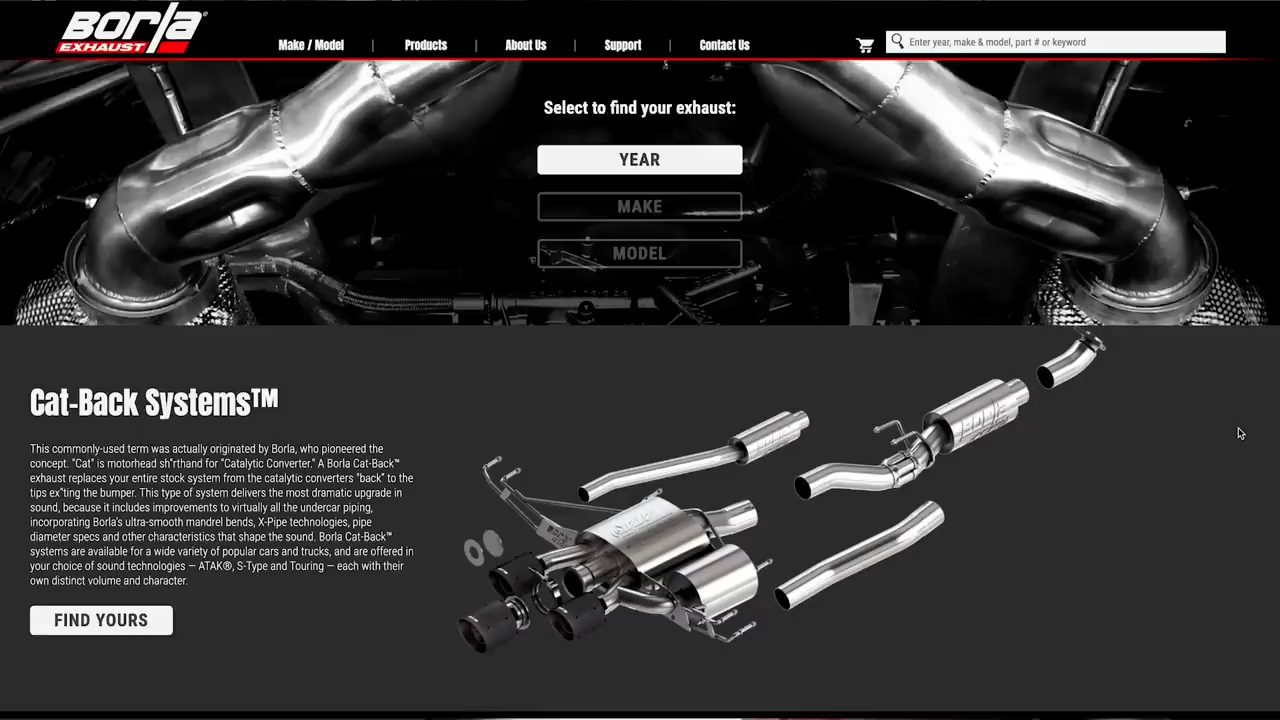 BORLA
EXHAUST
Make / Model | Products | About Us | Support | Contact Us
Enter year, make & model, part # or keyword
Select to find your exhaust:
YEAR
MAKE
MODEL
Cat-Back Systems™
This commonly-used term was actually originated by Borla, who pioneered the
concept. "Cat" is motorhead sh"rthand for "Catalytic Converter." A Borla Cat-Back™
exhaust replaces your entire stock system from the catalytic converters "back" to the
tips ex"ting the bumper. This type of system delivers the most dramatic upgrade in
sound, because it includes improvements to virtually all the undercar piping,
incorporating Borla's ultra-smooth mandrel bends, X-Pipe technologies, pipe
diameter specs and other characteristics that shape the sound. Borla Cat-Back™
systems are available for a wide variety of popular cars and trucks, and are offered in
your choice of sound technologies — ATAK®, S-Type and Touring — each with their
own distinct volume and character.
FIND YOURS